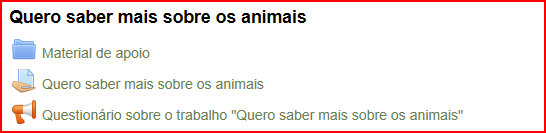 Quero saber mais sobre os animais
Material de apoio
Quero saber mais sobre os animais
Questionário sobre o trabalho "Quero saber mais sobre os animais"